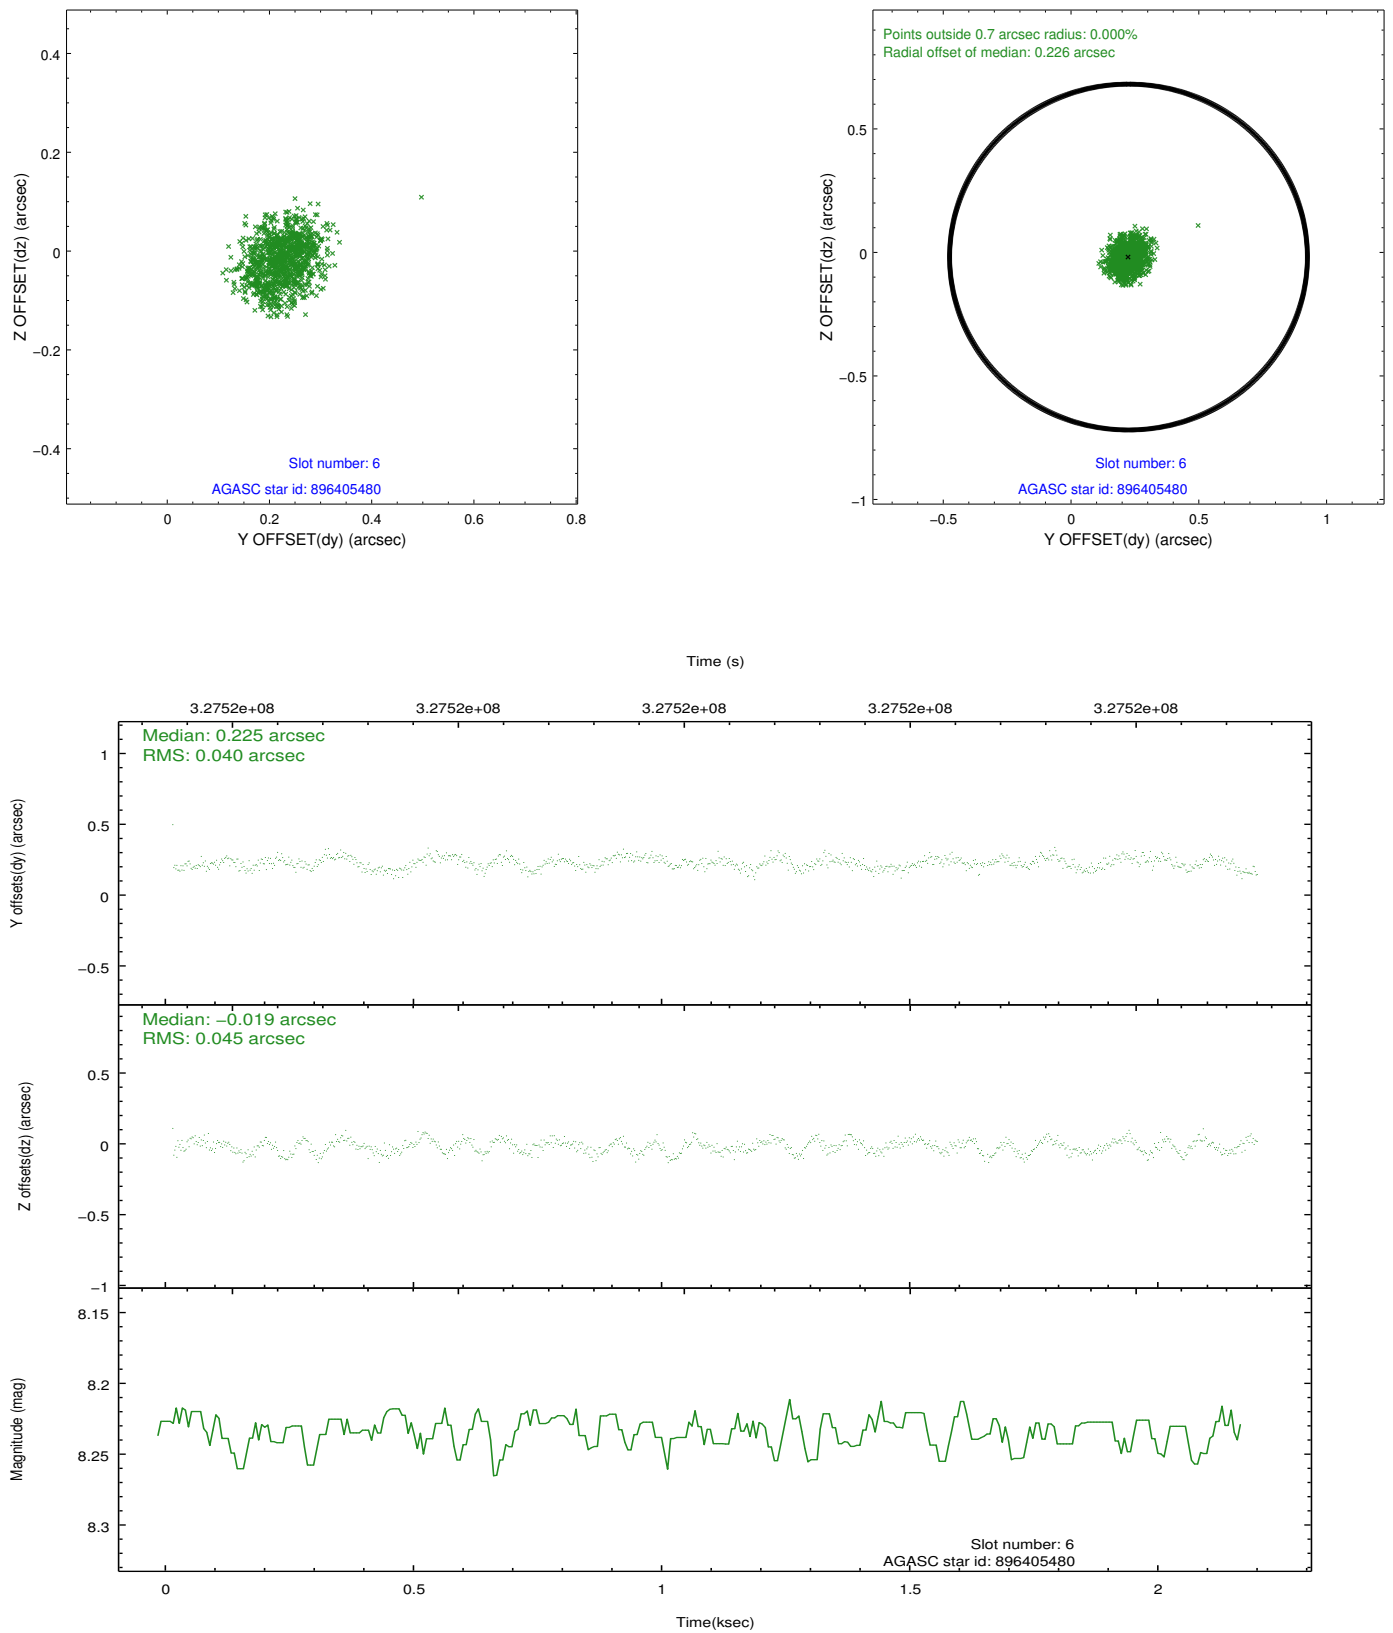 0.4
0.2
0
−0.2
−0.4
Z OFFSET(dz) (arcsec)
Slot number: 6
AGASC star id: 896405480
0 0.2 0.4 0.6 0.8
Y OFFSET(dy) (arcsec)
Points outside 0.7 arcsec radius: 0.000%
Radial offset of median: 0.226 arcsec
0.5
0
−0.5
−1
Z OFFSET(dz) (arcsec)
Slot number: 6
AGASC star id: 896405480
−0.5 0 0.5 1
Y OFFSET(dy) (arcsec)
Time (s)
3.2752e+08 3.2752e+08 3.2752e+08 3.2752e+08 3.2752e+08
Median: 0.225 arcsec
RMS: 0.040 arcsec
1
0.5
0
−0.5
Y offsets(dy) (arcsec)
Median: −0.019 arcsec
RMS: 0.045 arcsec
0.5
0
−0.5
−1
Z offsets(dz) (arcsec)
8.15
8.2
8.25
8.3
Magnitude (mag)
Slot number: 6
AGASC star id: 896405480
0 0.5 1 1.5 2
Time(ksec)